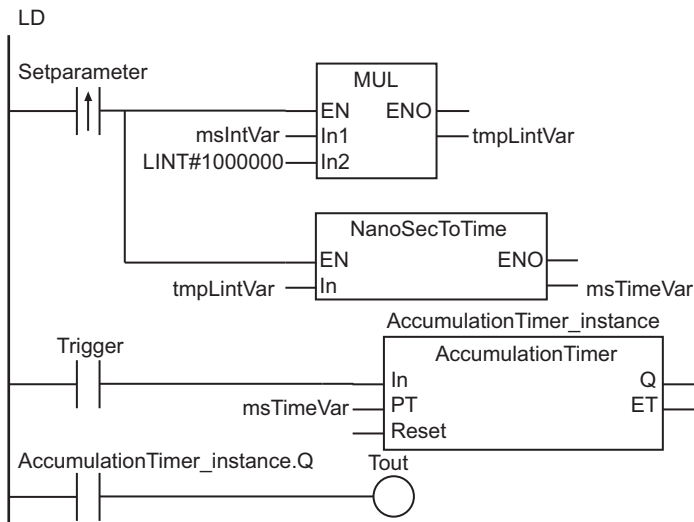 LD
Setparameter
MUL
EN ENO
msIntVar In1 tmpLintVar
LINT#1000000 In2
NanoSecToTime
EN ENO
tmpLintVar In msTimeVar
AccumulationTimer_instance
Trigger AccumulationTimer
In Q
msTimeVar PT ET
Reset
AccumulationTimer_instance.Q Tout